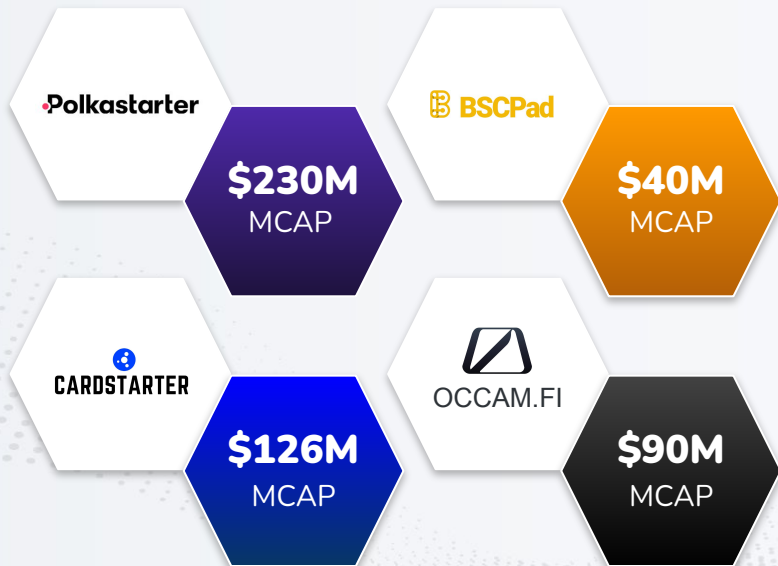 Polkastarter
$230M
MCAP
BSCPad
$40M
MCAP
CARDSTARTER
$126M
MCAP
OCCAM.FI
$90M
MCAP